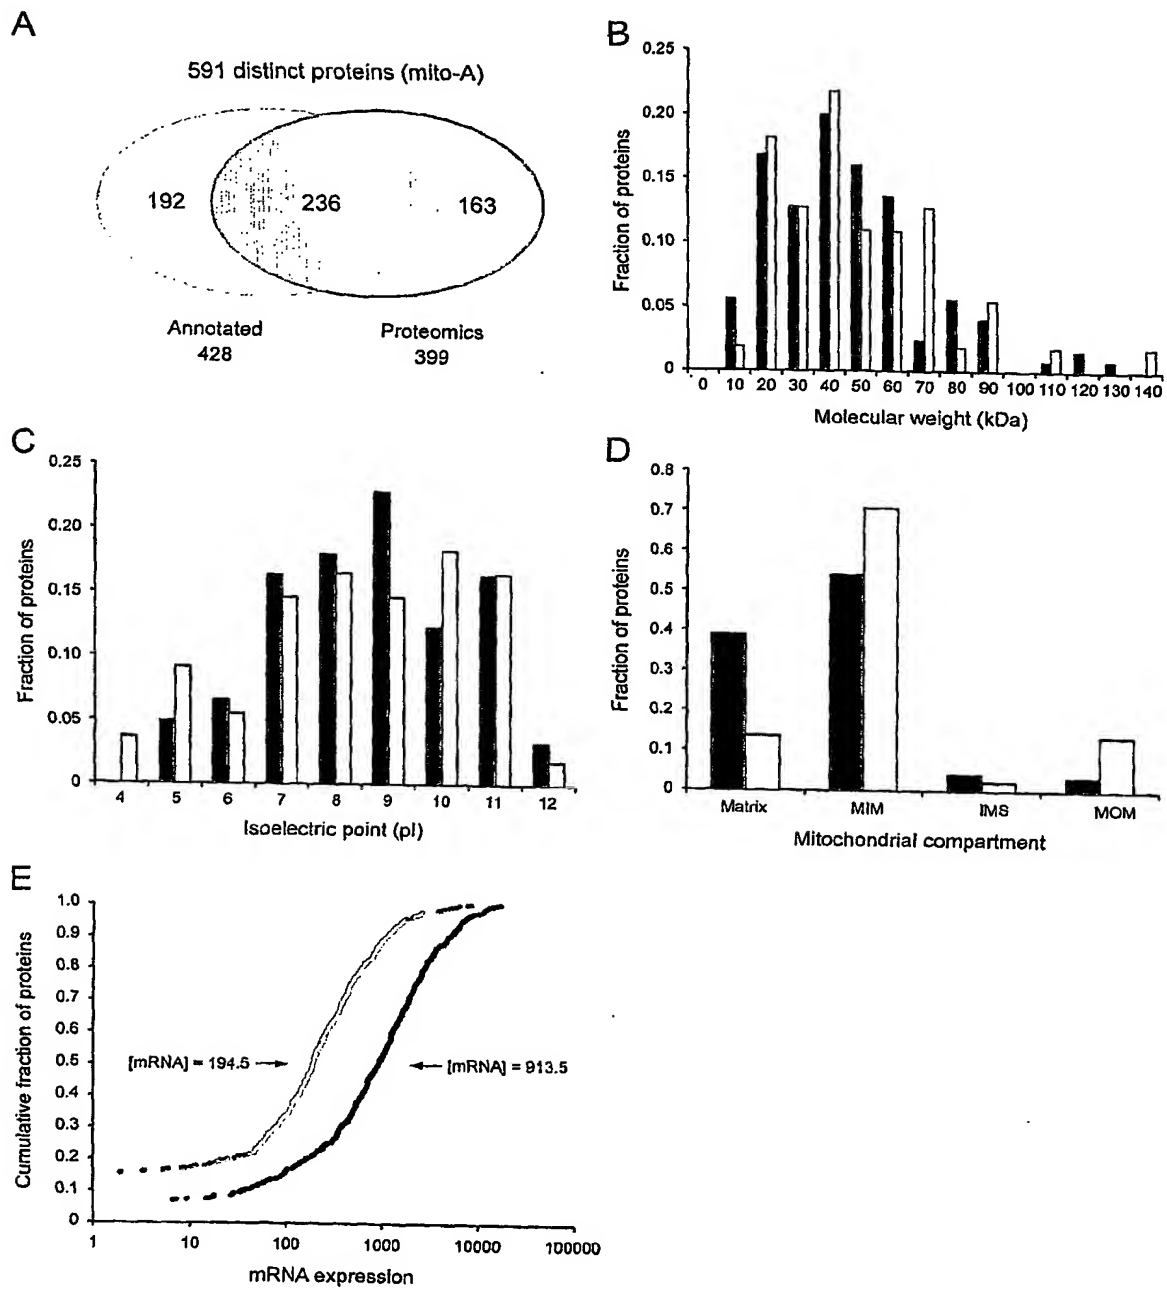 A
591 distinct proteins (mito-A)
192
236
163
Annotated
428
Proteomics
399
B
0.25
0.20
0.15
0.10
0.05
0
Fraction of proteins
0 10 20 30 40 50 60 70 80 90 100 110 120 130 140
Molecular weight (kDa)
C
0.25
0.20
0.15
0.10
0.05
0
Fraction of proteins
4 5 6 7 8 9 10 11 12
Isoelectric point (pI)
D
0.8
0.7
0.6
0.5
0.4
0.3
0.2
0.1
0
Fraction of proteins
Matrix MIM IMS MOM
Mitochondrial compartment
E
1.0
0.9
0.8
0.7
0.6
0.5
0.4
0.3
0.2
0.1
0
Cumulative fraction of proteins
[mRNA] = 194.5
[mRNA] = 913.5
1 10 100 1000 10000 100000
mRNA expression